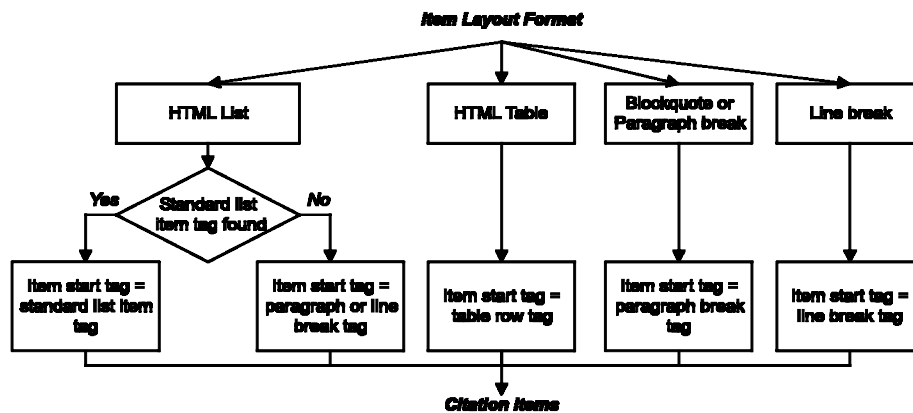 Item Layout Format
HTML List
HTML Table
Blockquote or
Paragraph break
Line break
Yes
Standard list
item tag found
No
Item start tag =
standard list item
tag
Item start tag =
paragraph or line
break tag
Item start tag =
table row tag
Item start tag =
paragraph break
tag
Item start tag =
line break tag
Citation items